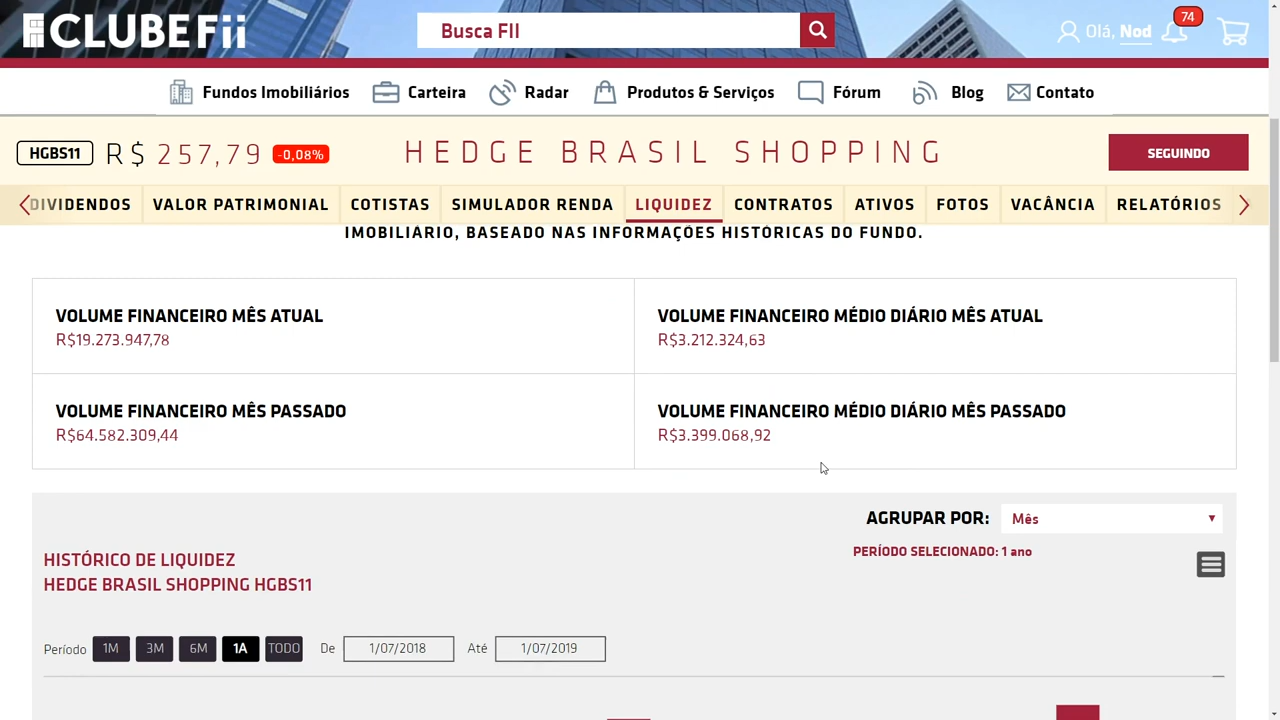 CLUBEFii
Busca FII
Olá, Nod
74
Fundos Imobiliários
Carteira
Radar
Produtos & Serviços
Fórum
Blog
Contato
HGBS11
R$ 257,79
-0,08%
HEDGE BRASIL SHOPPING
SEGUINDO
DIVIDENDOS
VALOR PATRIMONIAL
COTISTAS
SIMULADOR RENDA
LIQUIDEZ
CONTRATOS
ATIVOS
FOTOS
VACÂNCIA
RELATÓRIOS
IMOBILIÁRIO, BASEADO NAS INFORMAÇÕES HISTÓRICAS DO FUNDO.
VOLUME FINANCEIRO MÊS ATUAL
R$19.273.947,78
VOLUME FINANCEIRO MÉDIO DIÁRIO MÊS ATUAL
R$3.212.324,63
VOLUME FINANCEIRO MÊS PASSADO
R$64.582.309,44
VOLUME FINANCEIRO MÉDIO DIÁRIO MÊS PASSADO
R$3.399.068,92
AGRUPAR POR: Mês
PERÍODO SELECIONADO: 1 ano
HISTÓRICO DE LIQUIDEZ
HEDGE BRASIL SHOPPING HGBS11
Período 1M 3M 6M 1A TODO De 1/07/2018 Até 1/07/2019